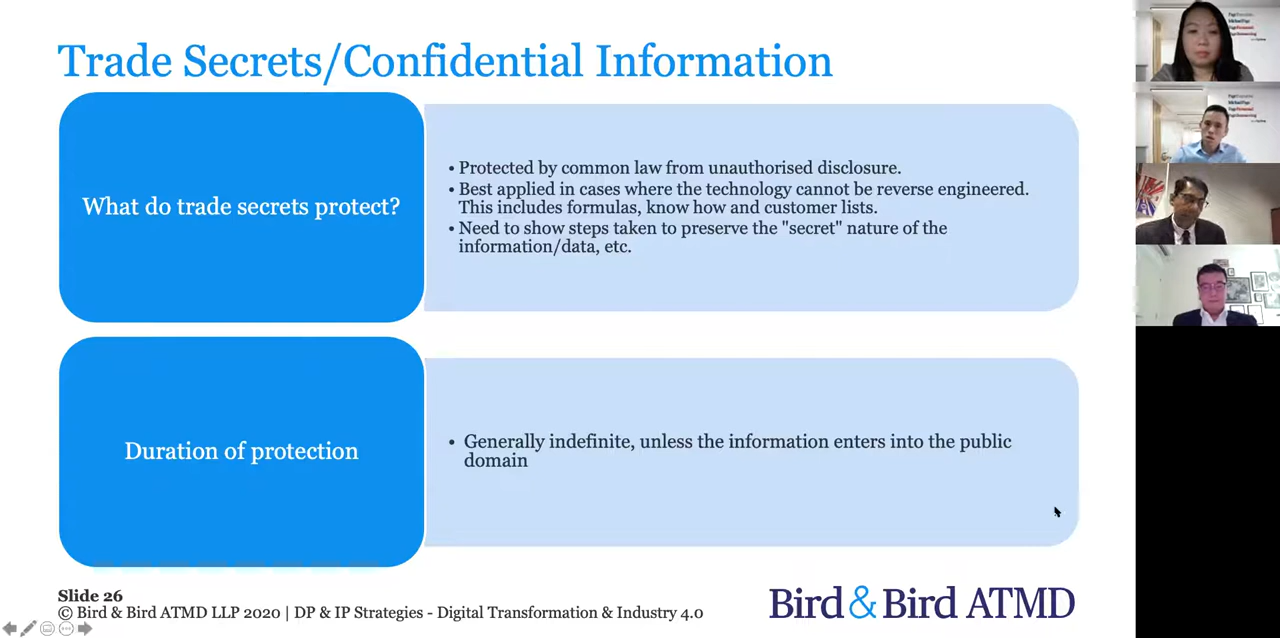 Trade Secrets/Confidential Information
What do trade secrets protect?
• Protected by common law from unauthorised disclosure.
• Best applied in cases where the technology cannot be reverse engineered.
This includes formulas, know how and customer lists.
• Need to show steps taken to preserve the "secret" nature of the
information/data, etc.
Duration of protection
• Generally indefinite, unless the information enters into the public
domain
Slide 26
© Bird & Bird ATMD LLP 2020 | DP & IP Strategies - Digital Transformation & Industry 4.0
Bird & Bird ATMD